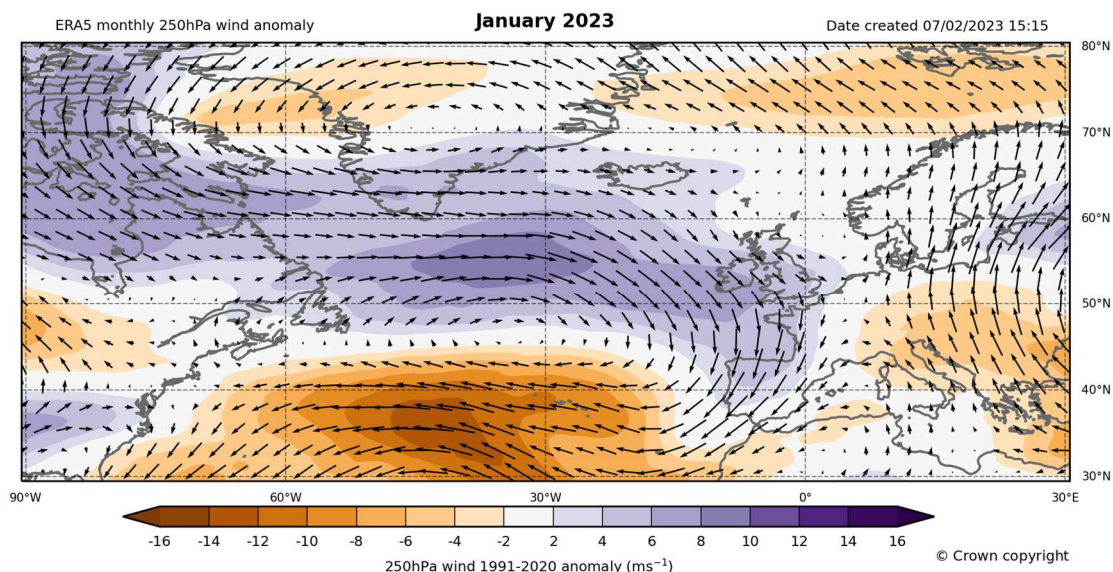 January 2023
ERA5 monthly 250hPa wind anomaly
Date created 07/02/2023 15:15
80°N
70°N
60°N
50°N
40°N
30°N
90°W 60°W 30°W 0° 30°E
-16 -14 -12 -10 -8 -6 -4 -2 2 4 6 8 10 12 14 16
250hPa wind 1991-2020 anomaly (ms⁻¹)
© Crown copyright